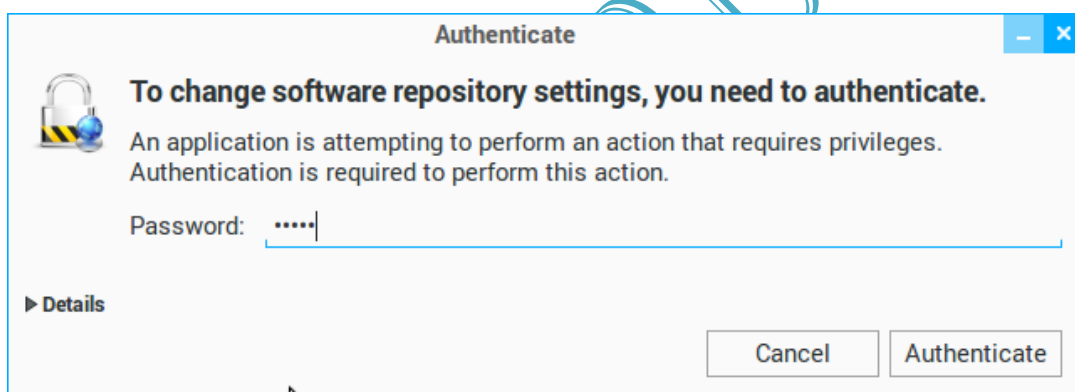 Authenticate
To change software repository settings, you need to authenticate.
An application is attempting to perform an action that requires privileges.
Authentication is required to perform this action.
Password: •••••
Details
Cancel Authenticate